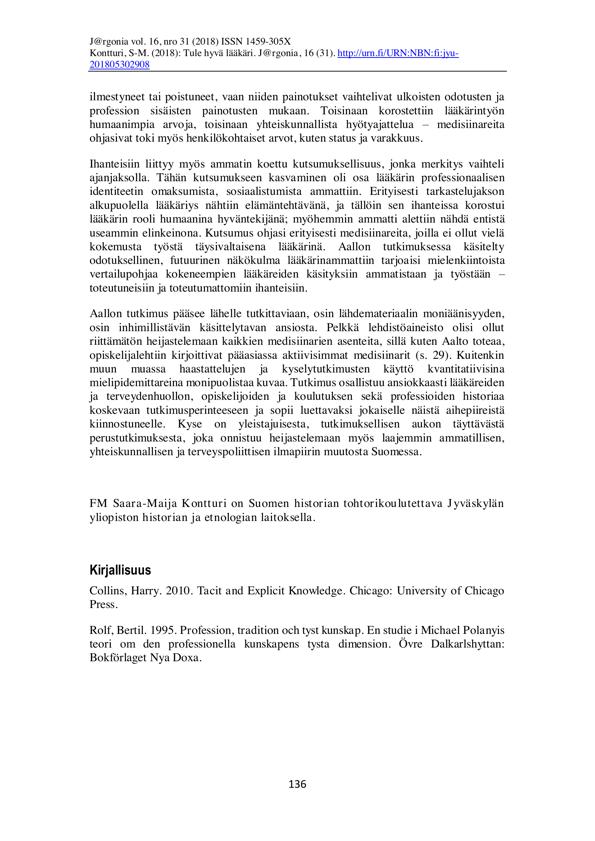 J@rgonia vol. 16, nro 31 (2018) ISSN 1459-305X
Kontturi, S-M. (2018): Tule hyvä lääkäri. J@rgonia, 16 (31). http://urn.fi/URN:NBN:fi:jyu-
201805302908
ilmestyneet tai poistuneet, vaan niiden painotukset vaihtelivat ulkoisten odotusten ja
profession sisäisten painotusten mukaan. Toisinaan korostettiin lääkärintyön
humaanimpia arvoja, toisinaan yhteiskunnallista hyötyajattelua – medisiinareita
ohjasivat toki myös henkilökohtaiset arvot, kuten status ja varakkuus.
Ihanteisiin liittyy myös ammatin koettu kutsumuksellisuus, jonka merkitys vaihteli
ajanjaksolla. Tähän kutsumukseen kasvaminen oli osa lääkärin professionaalisen
identiteetin omaksumista, sosiaalistumista ammattiin. Erityisesti tarkastelujakson
alkupuolella lääkäriys nähtiin elämäntehtävänä, ja tällöin sen ihanteissa korostui
lääkärin rooli humaanina hyväntekijänä; myöhemmin ammatti alettiin nähdä entistä
useammin elinkeinona. Kutsumus ohjasi erityisesti medisiinareita, joilla ei ollut vielä
kokemusta työstä täysivaltaisena lääkärinä. Aallon tutkimuksessa käsitelty
odotuksellinen, futuurinen näkökulma lääkärinammattiin tarjoaisi mielenkiintoista
vertailupohjaa kokeneempien lääkäreiden käsityksiin ammatistaan ja työstään –
toteutuneisiin ja toteutumattomiin ihanteisiin.
Aallon tutkimus pääsee lähelle tutkittaviaan, osin lähdemateriaalin moniäänisyyden,
osin inhimillistävän käsittelytavan ansiosta. Pelkkä lehdistöaineisto olisi ollut
riittämätön heijastelemaan kaikkien medisiinarien asenteita, sillä kuten Aalto toteaa,
opiskelijalehtiin kirjoittivat pääasiassa aktiivisimmat medisiinarit (s. 29). Kuitenkin
muun muassa haastattelujen ja kyselytutkimusten käyttö kvantitatiivisina
mielipidemittareina monipuolistaa kuvaa. Tutkimus osallistuu ansiokkaasti lääkäreiden
ja terveydenhuollon, opiskelijoiden ja koulutuksen sekä professioiden historiaa
koskevaan tutkimusperinteeseen ja sopii luettavaksi jokaiselle näistä aihepiireistä
kiinnostuneelle. Kyse on yleistajuisesta, tutkimuksellisen aukon täyttävästä
perustutkimuksesta, joka onnistuu heijastelemaan myös laajemmin ammatillisen,
yhteiskunnallisen ja terveyspoliittisen ilmapiirin muutosta Suomessa.
FM Saara-Maija Kontturi on Suomen historian tohtorikoulutettava Jyväskylän
yliopiston historian ja etnologian laitoksella.
Kirjallisuus
Collins, Harry. 2010. Tacit and Explicit Knowledge. Chicago: University of Chicago
Press.
Rolf, Bertil. 1995. Profession, tradition och tyst kunskap. En studie i Michael Polanyis
teori om den professionella kunskapens tysta dimension. Övre Dalkarlshyttan:
Bokförlaget Nya Doxa.
136